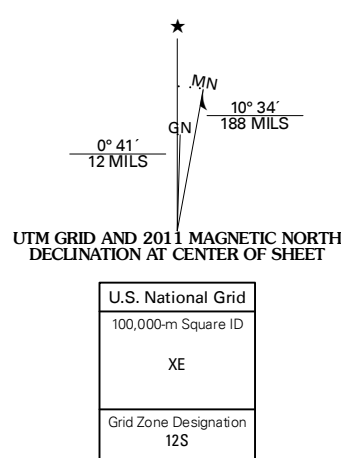 ★
MN
10° 34´
188 MILS
GN
0° 41´
12 MILS
UTM GRID AND 2011 MAGNETIC NORTH
DECLINATION AT CENTER OF SHEET
U.S. National Grid
100,000-m Square ID
XE
Grid Zone Designation
12S